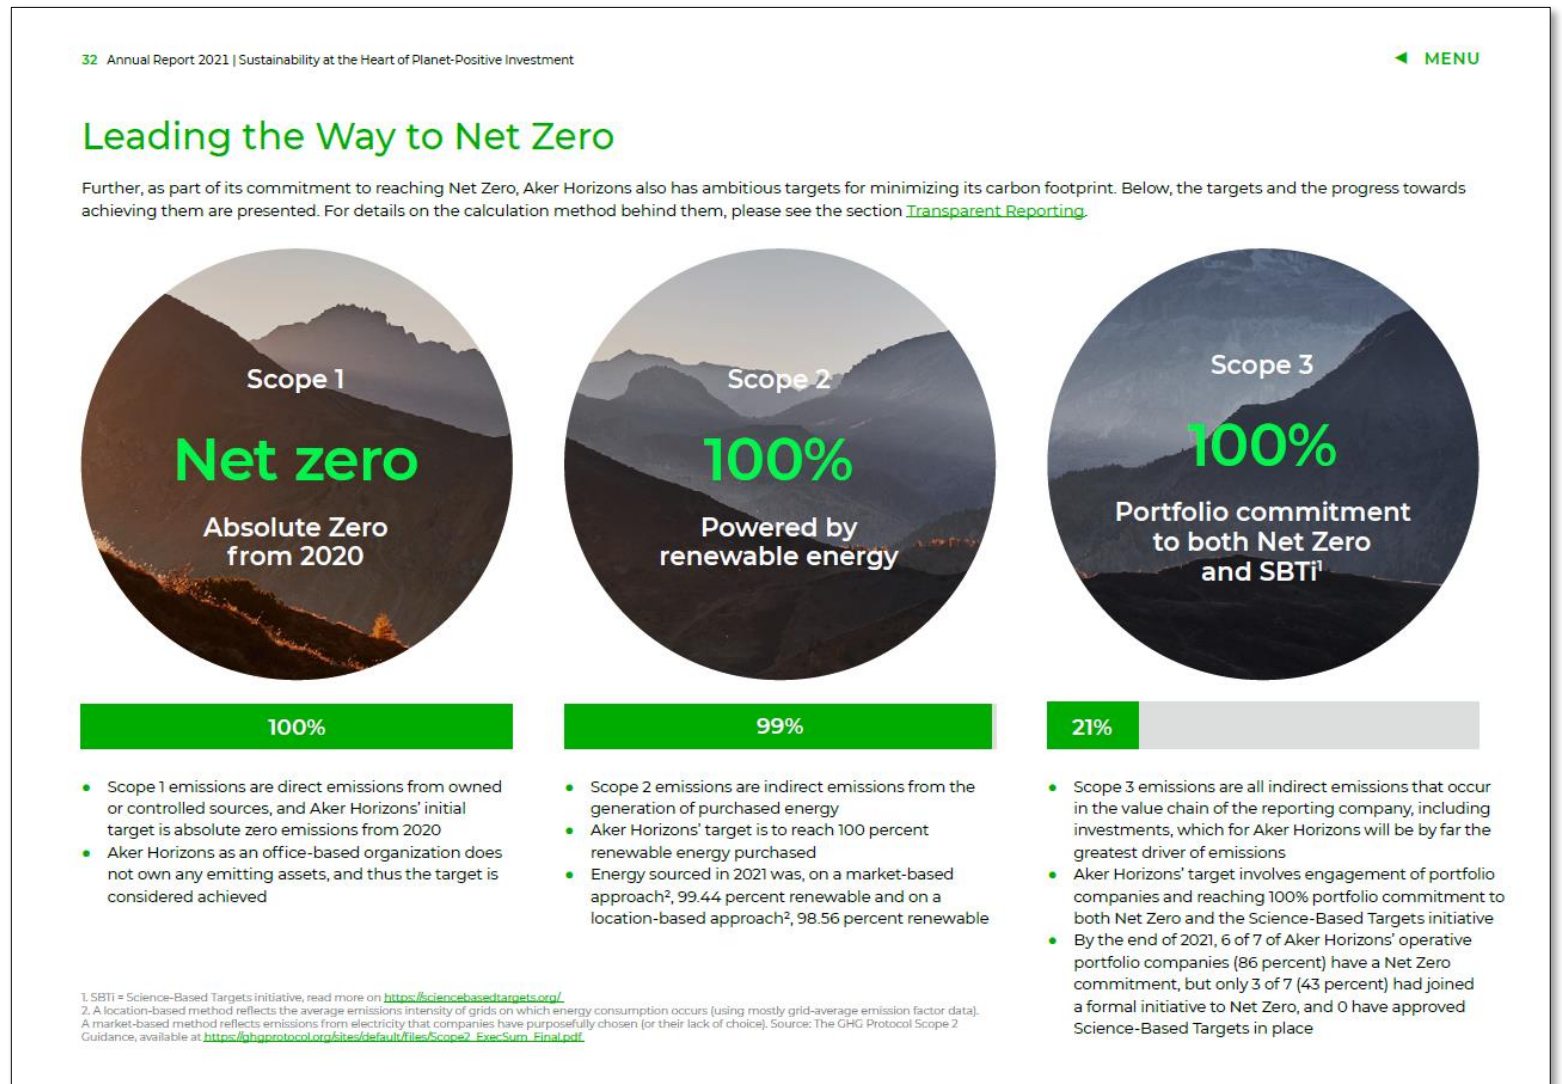 32 Annual Report 2021 | Sustainability at the Heart of Planet-Positive Investment
◄ MENU
Leading the Way to Net Zero
Further, as part of its commitment to reaching Net Zero, Aker Horizons also has ambitious targets for minimizing its carbon footprint. Below, the targets and the progress towards
achieving them are presented. For details on the calculation method behind them, please see the section Transparent Reporting.
Scope 1
Net zero
Absolute Zero
from 2020
100%
• Scope 1 emissions are direct emissions from owned
or controlled sources, and Aker Horizons' initial
target is absolute zero emissions from 2020
• Aker Horizons as an office-based organization does
not own any emitting assets, and thus the target is
considered achieved
Scope 2
100%
Powered by
renewable energy
99%
• Scope 2 emissions are indirect emissions from the
generation of purchased energy
• Aker Horizons' target is to reach 100 percent
renewable energy purchased
• Energy sourced in 2021 was, on a market-based
approach², 99.44 percent renewable and on a
location-based approach², 98.56 percent renewable
Scope 3
100%
Portfolio commitment
to both Net Zero
and SBTi¹
21%
• Scope 3 emissions are all indirect emissions that occur
in the value chain of the reporting company, including
investments, which for Aker Horizons will be by far the
greatest driver of emissions
• Aker Horizons' target involves engagement of portfolio
companies and reaching 100% portfolio commitment to
both Net Zero and the Science-Based Targets initiative
• By the end of 2021, 6 of 7 of Aker Horizons' operative
portfolio companies (86 percent) have a Net Zero
commitment, but only 3 of 7 (43 percent) had joined
a formal initiative to Net Zero, and 0 have approved
Science-Based Targets in place
1. SBTi = Science-Based Targets initiative, read more on https://sciencebasedtargets.org/
2. A location-based method reflects the average emissions intensity of grids on which energy consumption occurs (using mostly grid-average emission factor data).
A market-based method reflects emissions from electricity that companies have purposefully chosen (or their lack of choice). Source: The GHG Protocol Scope 2
Guidance, available at https://ghgprotocol.org/sites/default/files/Scope2_ExecSum_Final.pdf.